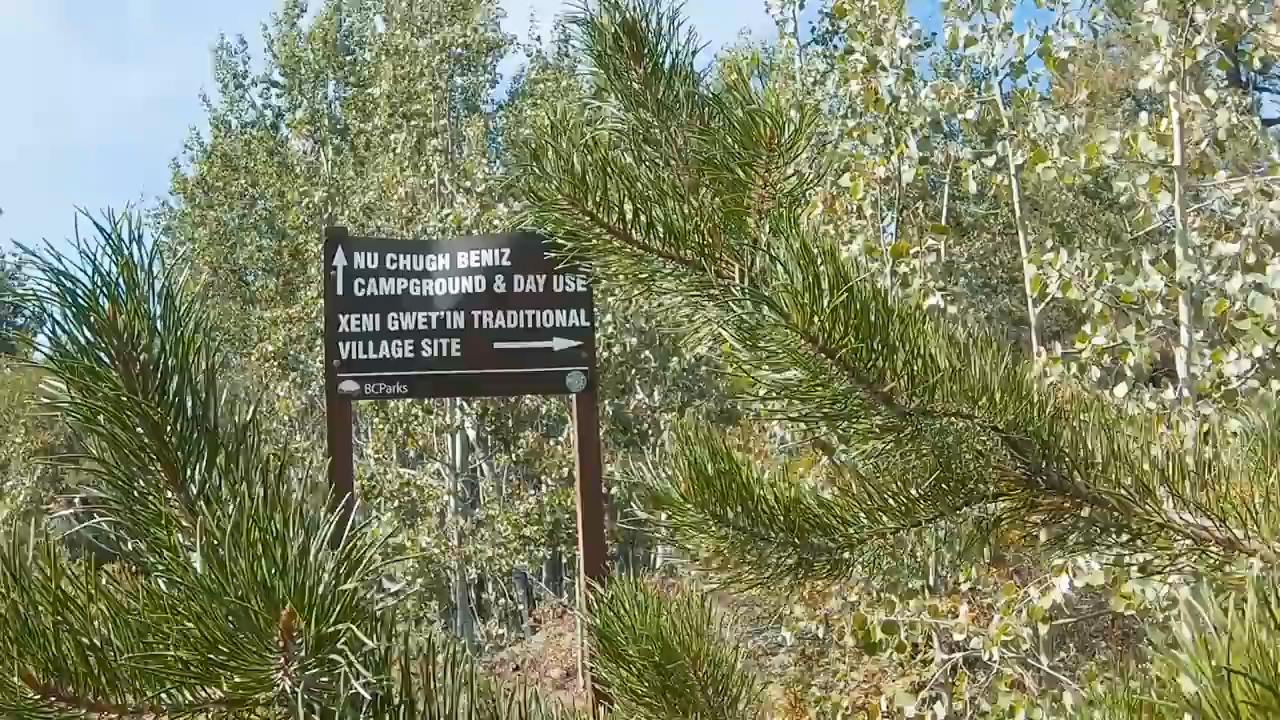 NU CHUGH BENIZ
CAMPGROUND & DAY USE
XENI GWET'IN TRADITIONAL
VILLAGE SITE
BCParks